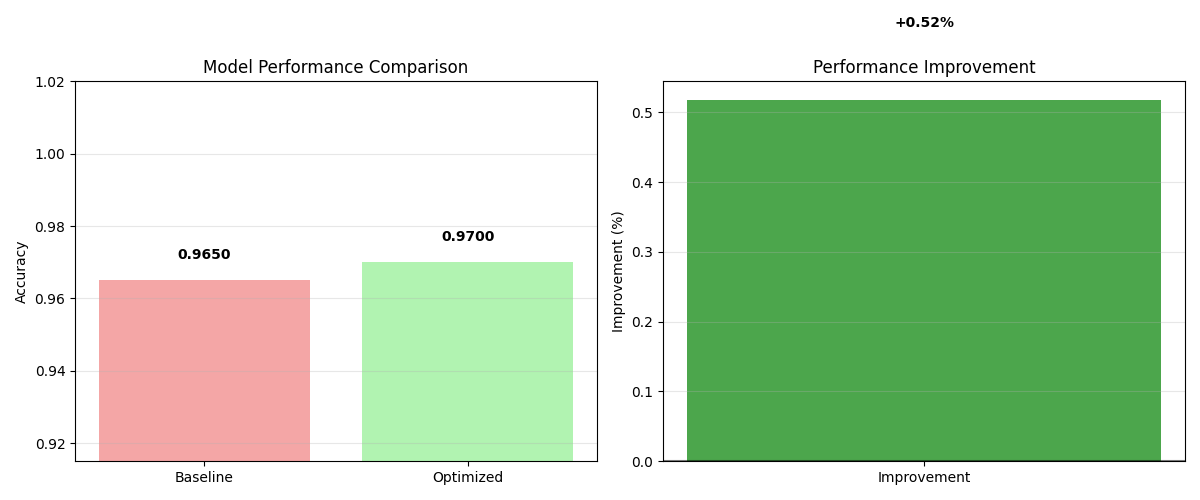 +0.52%
Model Performance Comparison
Performance Improvement
Accuracy
1.02
1.00
0.98
0.96
0.94
0.92
0.9650
0.9700
Baseline
Optimized
Improvement (%)
0.5
0.4
0.3
0.2
0.1
0.0
Improvement